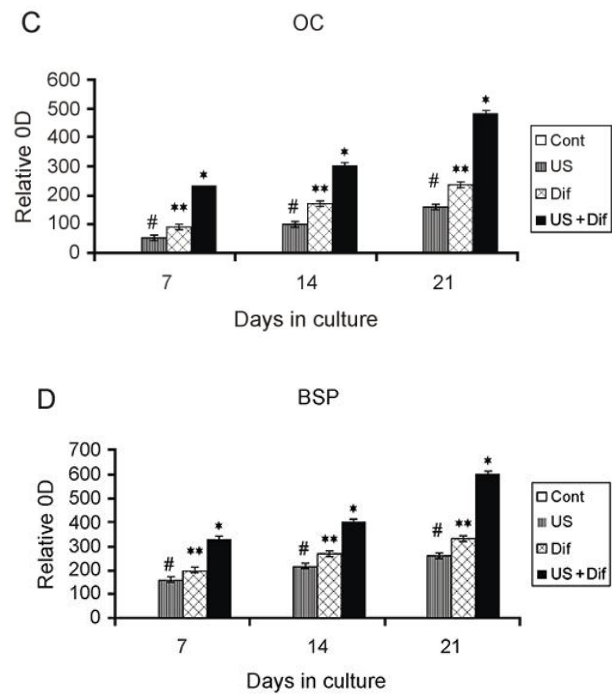 C
OC
600
500
400
300
200
100
0
Relative 0D
# ** *
# ** *
# ** *
7 14 21
Days in culture
Cont
US
Dif
US +Dif
D
BSP
700
600
500
400
300
200
100
0
Relative 0D
# ** *
# ** *
# ** *
7 14 21
Days in culture
Cont
US
Dif
US +Dif